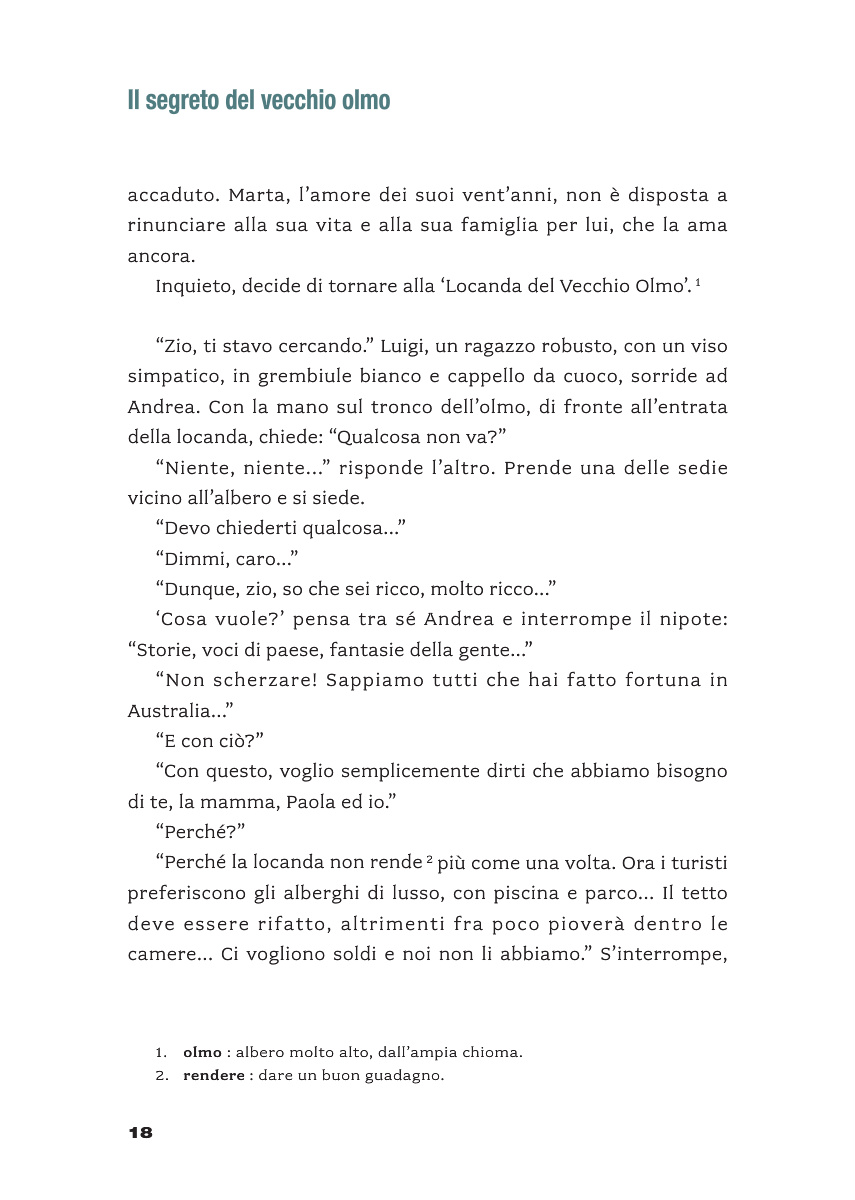 Il segreto del vecchio olmo
accaduto. Marta, l’amore dei suoi vent’anni, non è disposta a
rinunciare alla sua vita e alla sua famiglia per lui, che la ama
ancora.
Inquieto, decide di tornare alla ‘Locanda del Vecchio Olmo’. 1
“Zio, ti stavo cercando.” Luigi, un ragazzo robusto, con un viso
simpatico, in grembiule bianco e cappello da cuoco, sorride ad
Andrea. Con la mano sul tronco dell’olmo, di fronte all’entrata
della locanda, chiede: “Qualcosa non va?”
“Niente, niente...” risponde l’altro. Prende una delle sedie
vicino all’albero e si siede.
“Devo chiederti qualcosa...”
“Dimmi, caro...”
“Dunque, zio, so che sei ricco, molto ricco...”
‘Cosa vuole?’ pensa tra sé Andrea e interrompe il nipote:
“Storie, voci di paese, fantasie della gente...”
“Non scherzare! Sappiamo tutti che hai fatto fortuna in
Australia...”
“E con ciò?”
“Con questo, voglio semplicemente dirti che abbiamo bisogno
di te, la mamma, Paola ed io.”
“Perché?”
“Perché la locanda non rende 2 più come una volta. Ora i turisti
preferiscono gli alberghi di lusso, con piscina e parco... Il tetto
deve essere rifatto, altrimenti fra poco pioverà dentro le
camere... Ci vogliono soldi e noi non li abbiamo.” S’interrompe,
1. olmo : albero molto alto, dall’ampia chioma.
2. rendere : dare un buon guadagno.
18